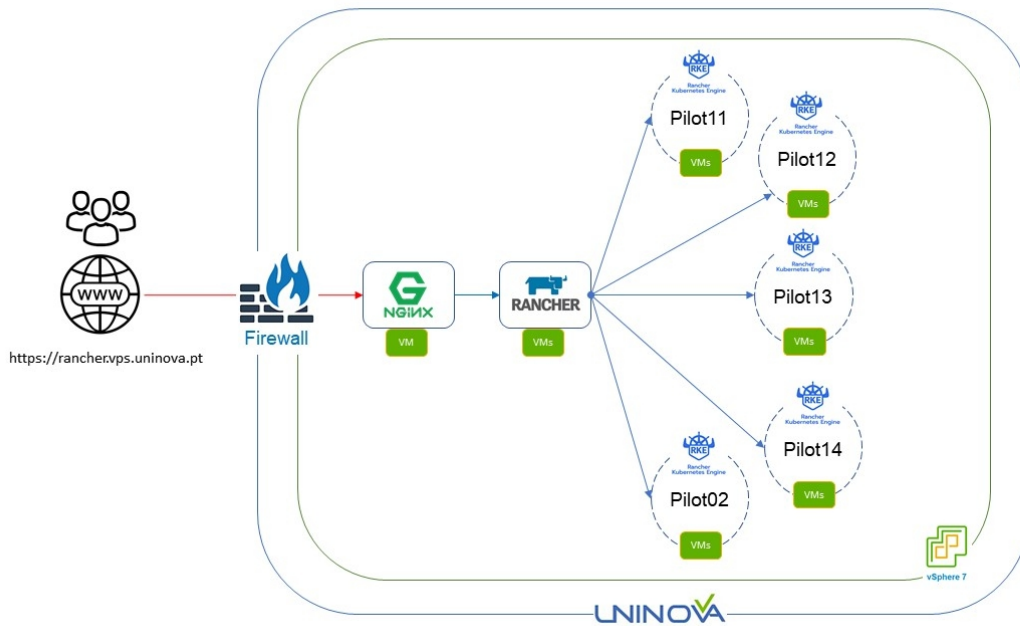 RKE
Rancher
Kubernetes Engine
Pilot11
VMs
RKE
Rancher
Kubernetes Engine
Pilot12
VMs
WWW
https://rancher.vps.uninova.pt
Firewall
G
NGINX
VM
RANCHER
VMs
RKE
Rancher
Kubernetes Engine
Pilot13
VMs
RKE
Rancher
Kubernetes Engine
Pilot14
VMs
RKE
Rancher
Kubernetes Engine
Pilot02
VMs
vSphere 7
UNINOVA